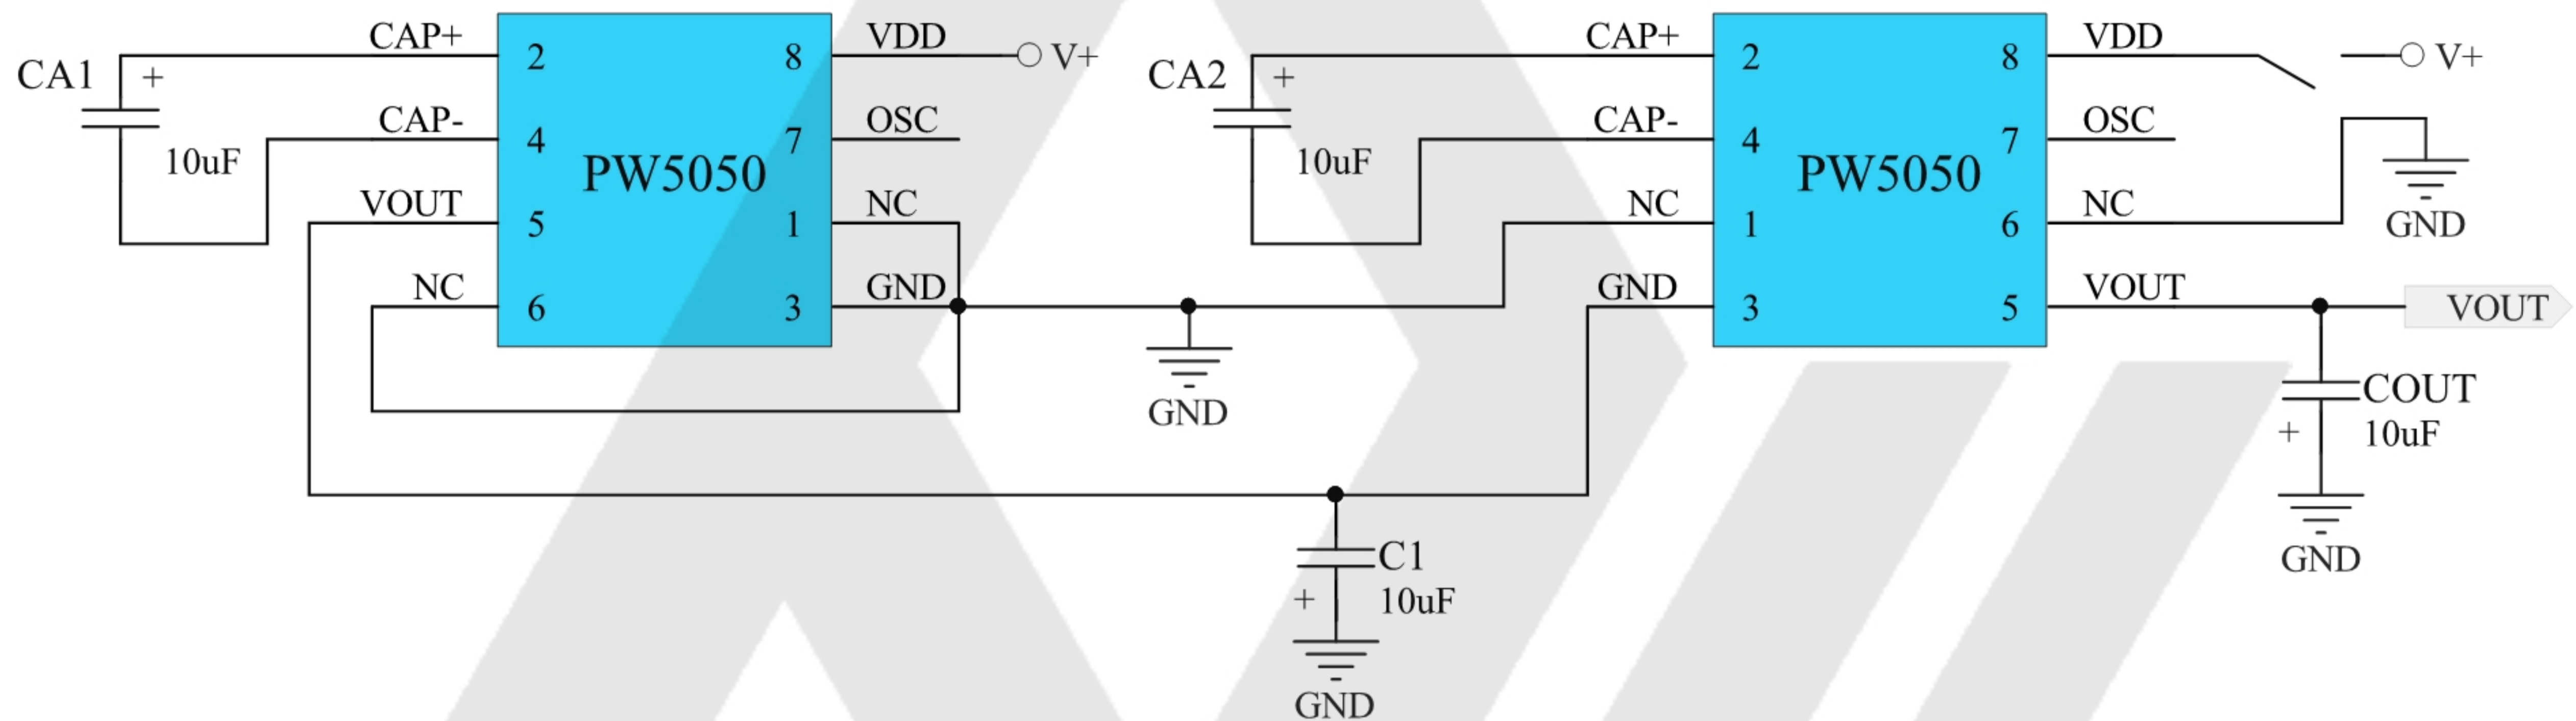 CA1
+
10uF
CAP+
CAP-
VOUT
NC
2
4
5
6
PW5050
8
7
1
3
VDD
OSC
NC
GND
V+
GND
CA2
+
10uF
CAP+
CAP-
NC
GND
2
4
1
3
PW5050
8
7
6
5
VDD
OSC
NC
VOUT
V+
GND
VOUT
COUT
+
10uF
GND
C1
+
10uF
GND